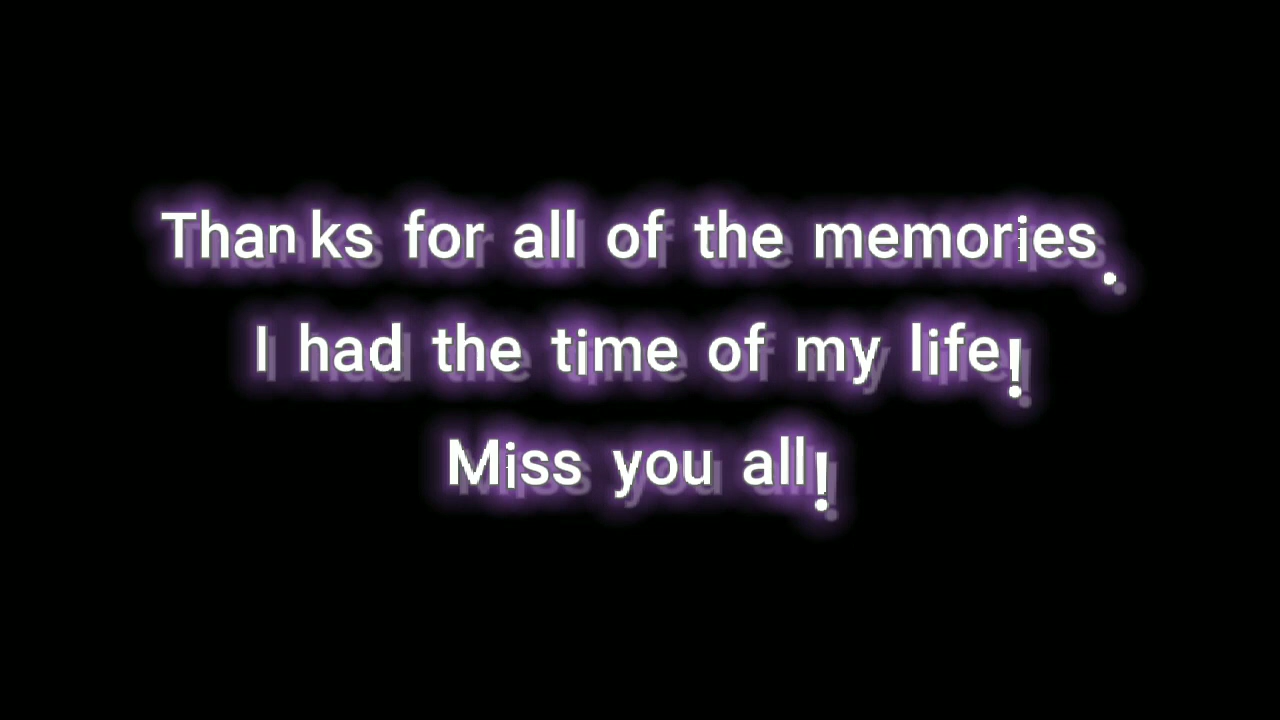 Thanks for all of the memories.
I had the time of my life!
Miss you all!